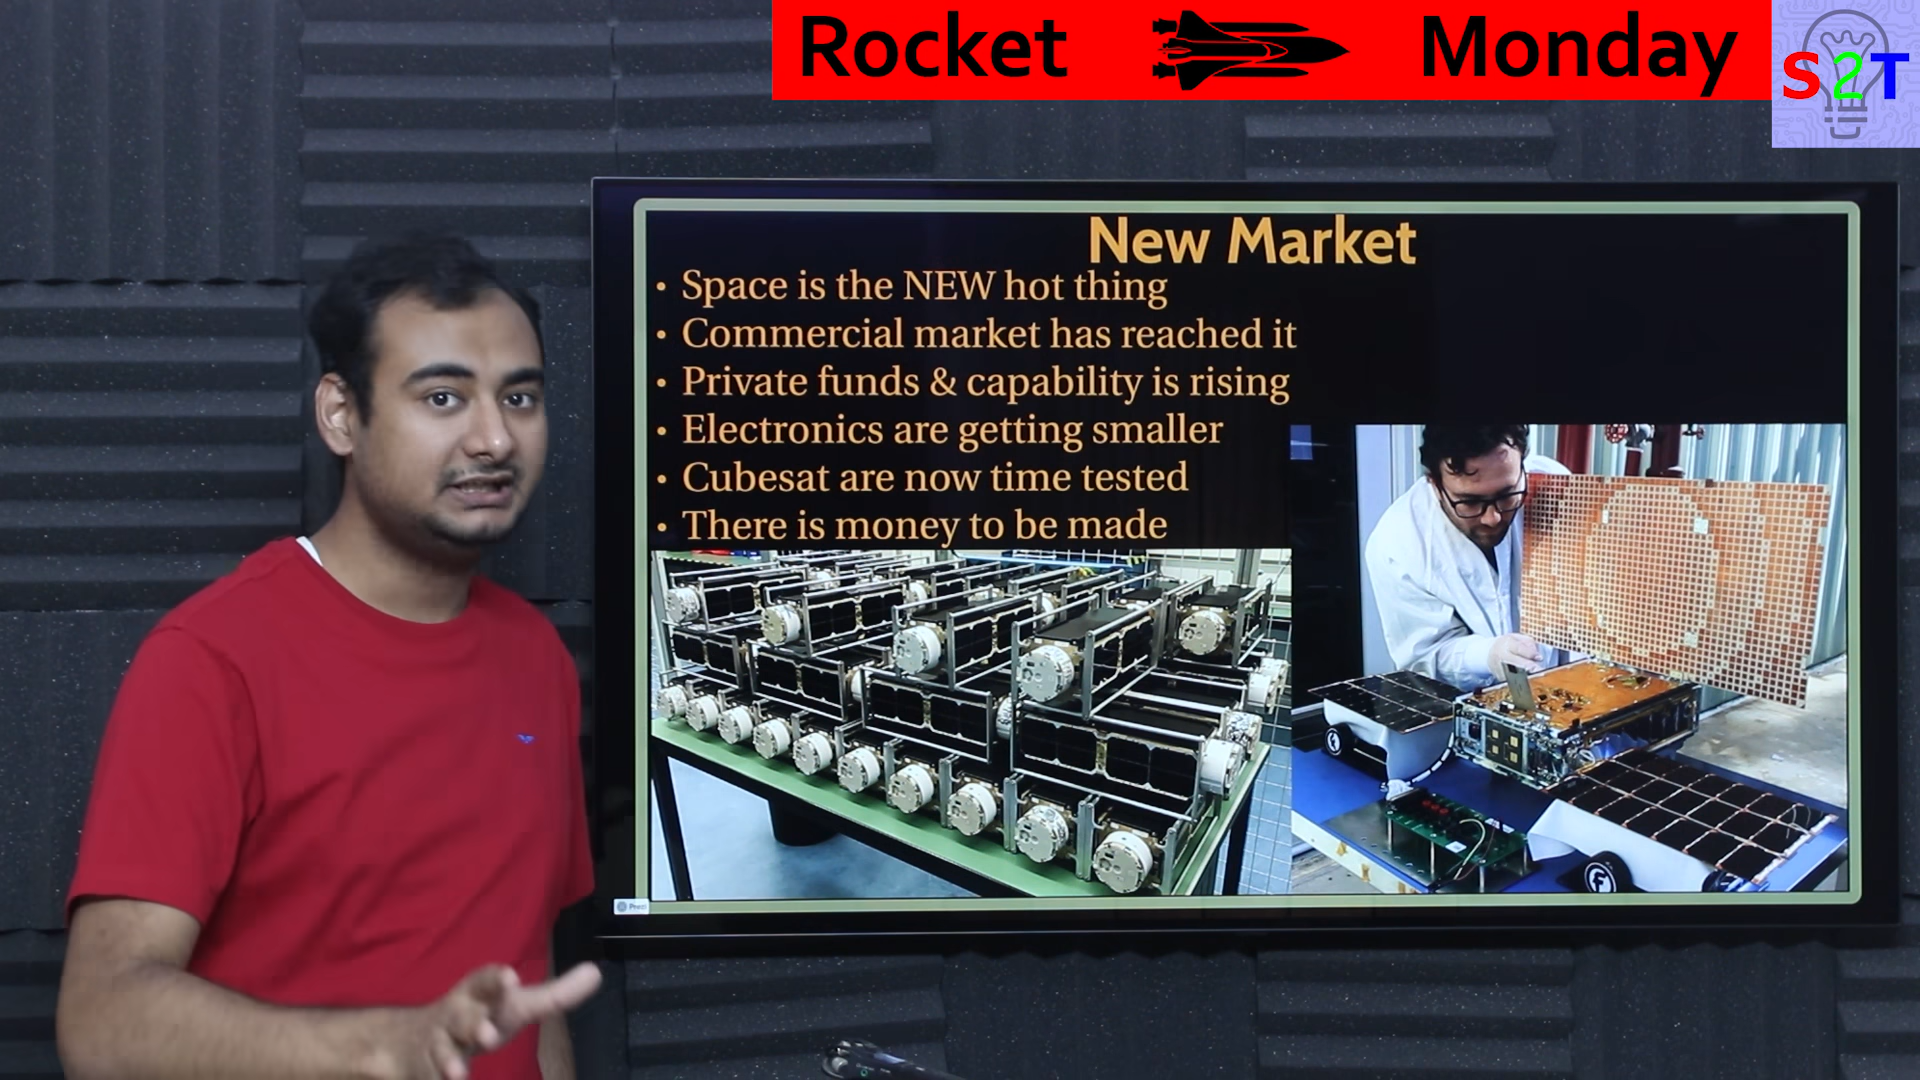 Rocket Monday
S2T
New Market
• Space is the NEW hot thing
• Commercial market has reached it
• Private funds & capability is rising
• Electronics are getting smaller
• Cubesat are now time tested
• There is money to be made
Prezi